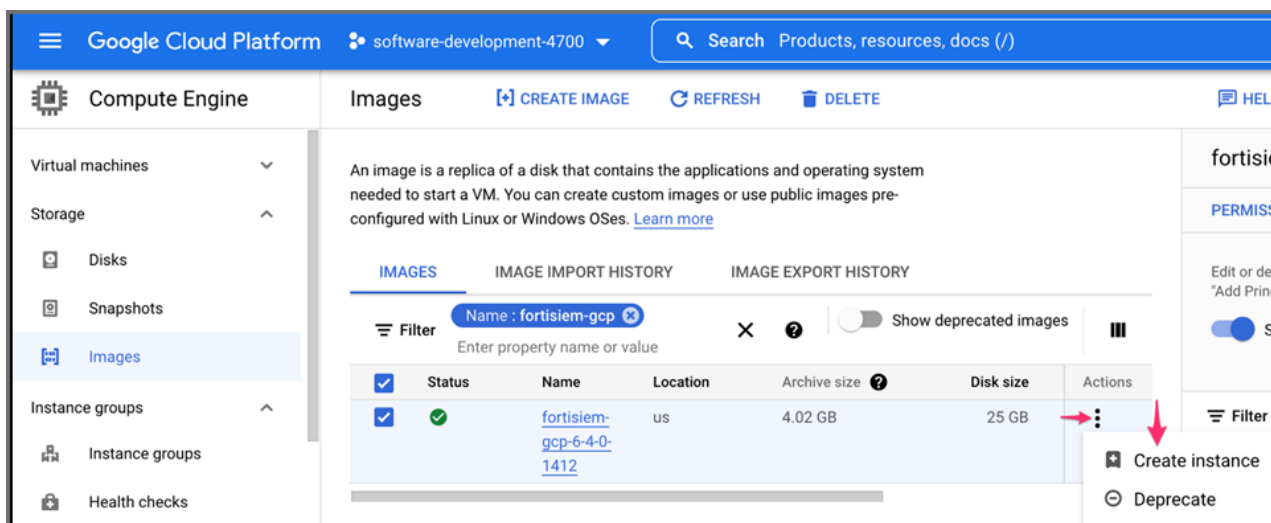 Google Cloud Platform
software-development-4700
Search Products, resources, docs (/)
Compute Engine
Images
CREATE IMAGE
REFRESH
DELETE
HEL
Virtual machines
Storage
Disks
Snapshots
Images
Instance groups
Instance groups
Health checks
An image is a replica of a disk that contains the applications and operating system
needed to start a VM. You can create custom images or use public images pre-
configured with Linux or Windows OSes. Learn more
IMAGES
IMAGE IMPORT HISTORY
IMAGE EXPORT HISTORY
Filter
Name : fortisiem-gcp
Enter property name or value
Show deprecated images
Status
Name
Location
Archive size
Disk size
Actions
fortisiem-
gcp-6-4-0-
1412
us
4.02 GB
25 GB
Create instance
Deprecate
fortisi
PERMISS
Edit or de
"Add Prin
S
Filter